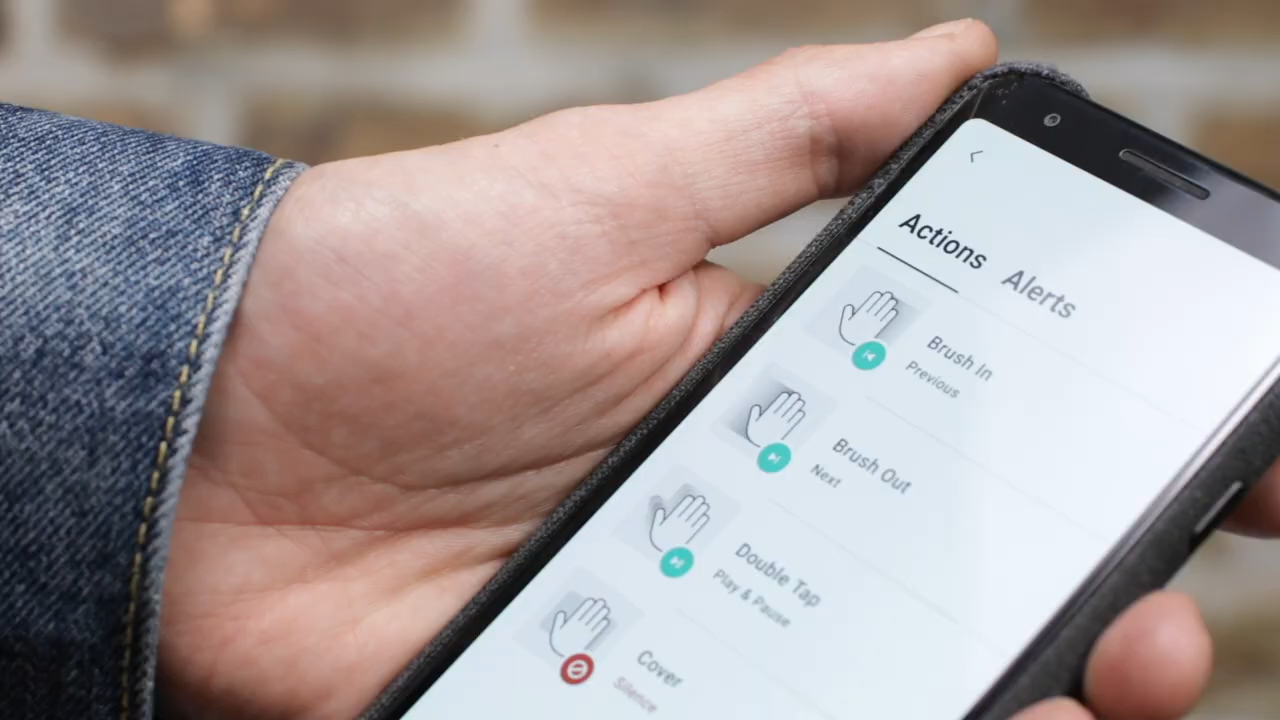 Actions Alerts
Brush In
Previous
Brush Out
Next
Double Tap
Play & Pause
Cover
Silence